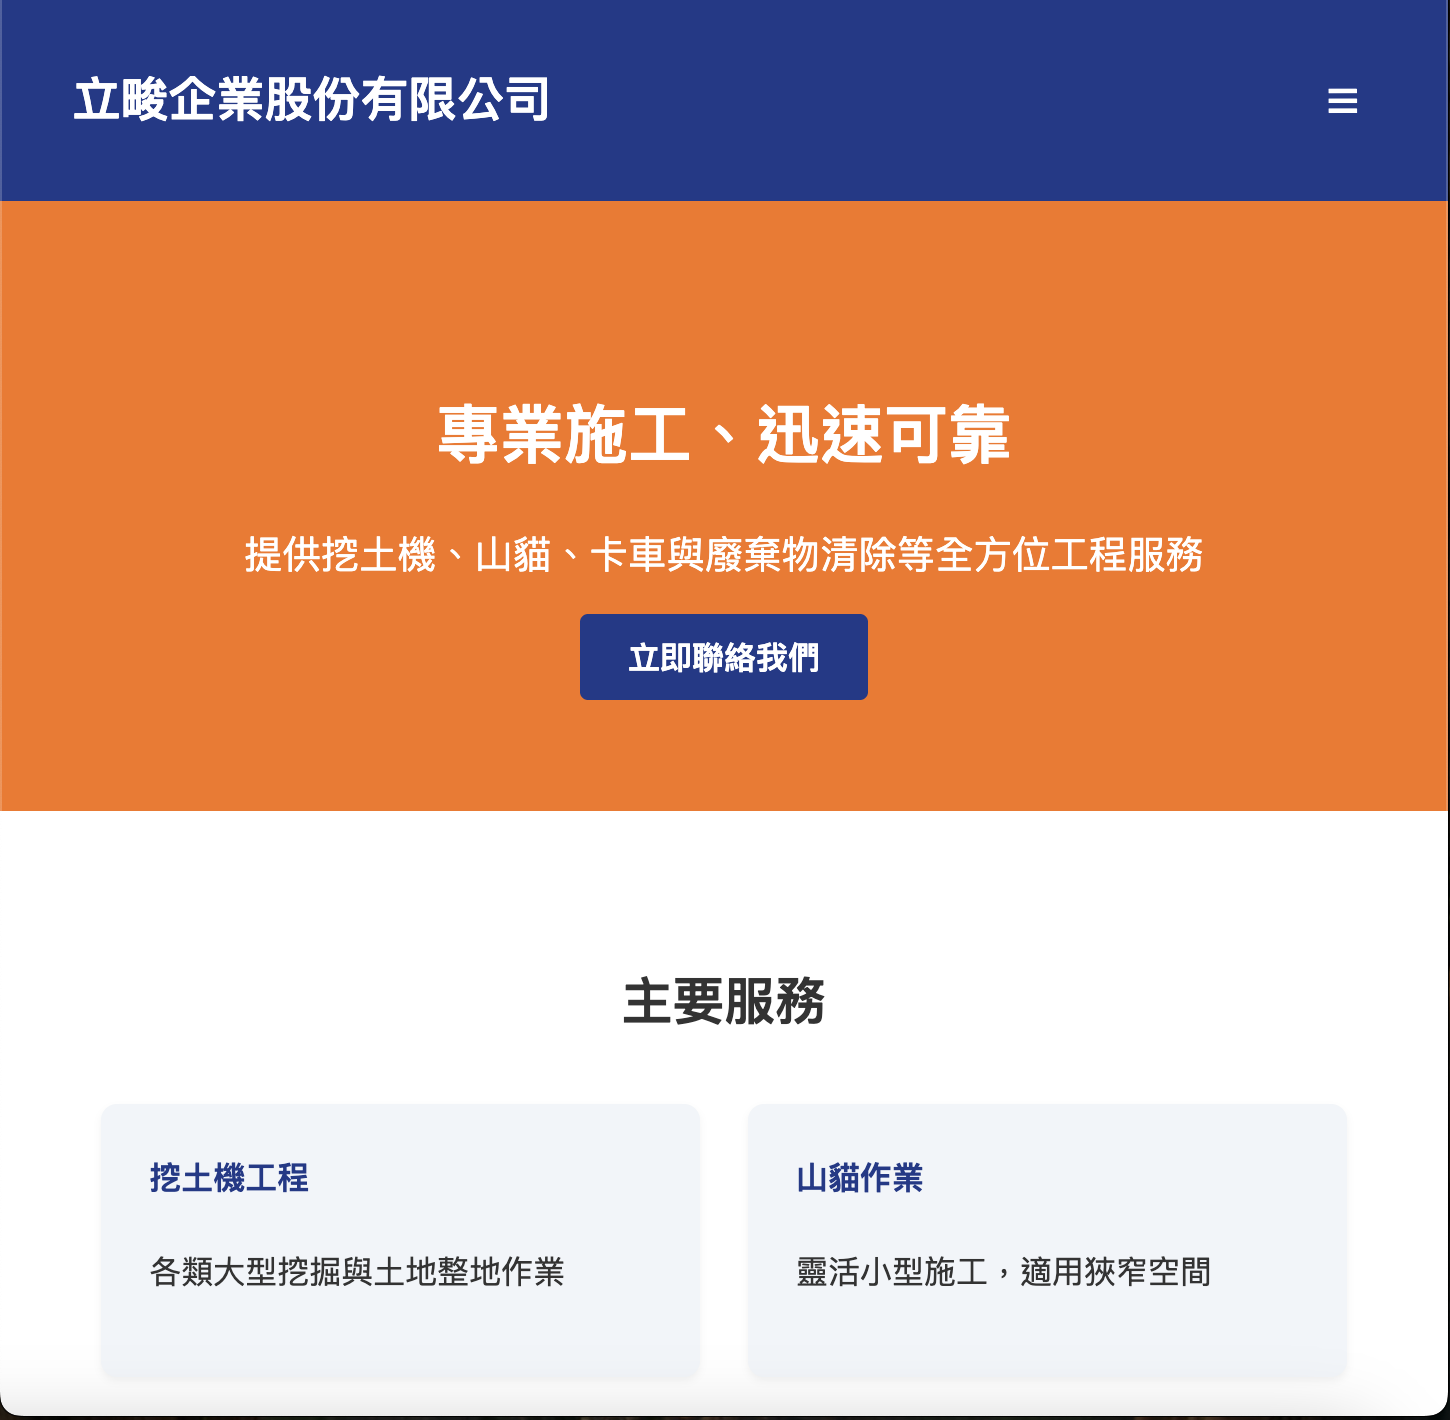 立畯企業股份有限公司
專業施工、迅速可靠
提供挖土機、山貓、卡車與廢棄物清除等全方位工程服務
立即聯絡我們
主要服務
挖土機工程
各類大型挖掘與土地整地作業
山貓作業
靈活小型施工，適用狹窄空間